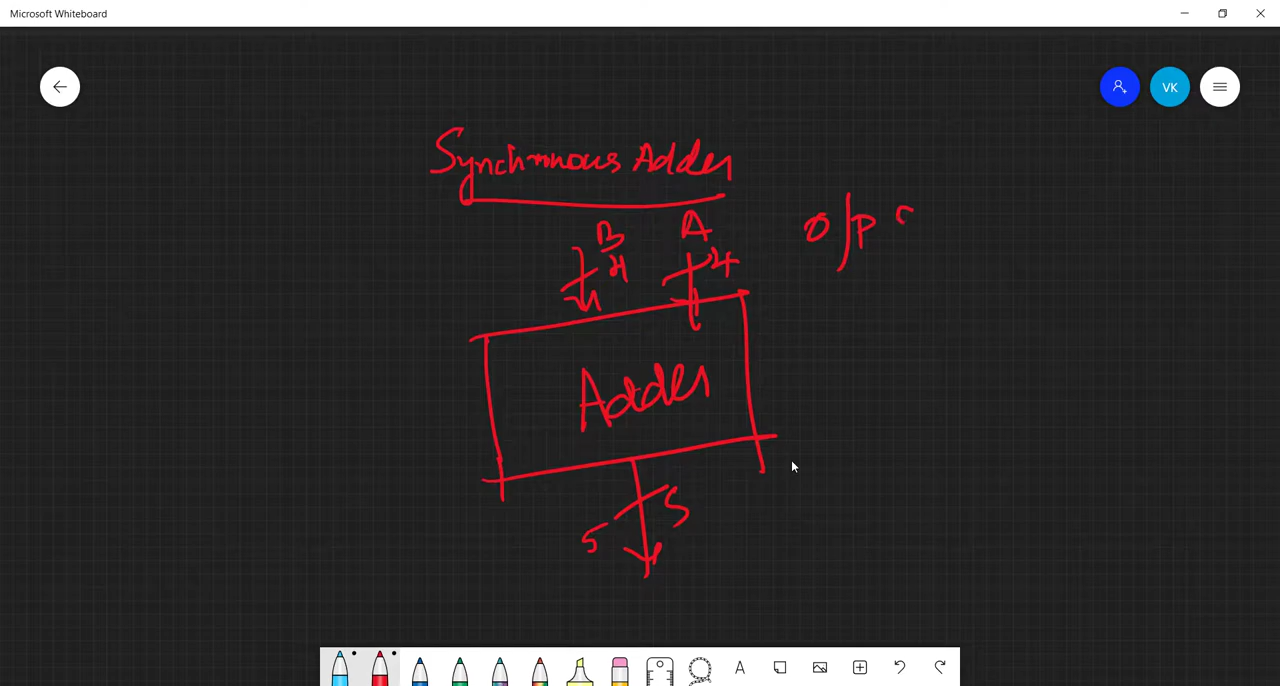 Microsoft Whiteboard
VK
Synchronous Adder
B A O/P
4 4
Adder
5 S
A